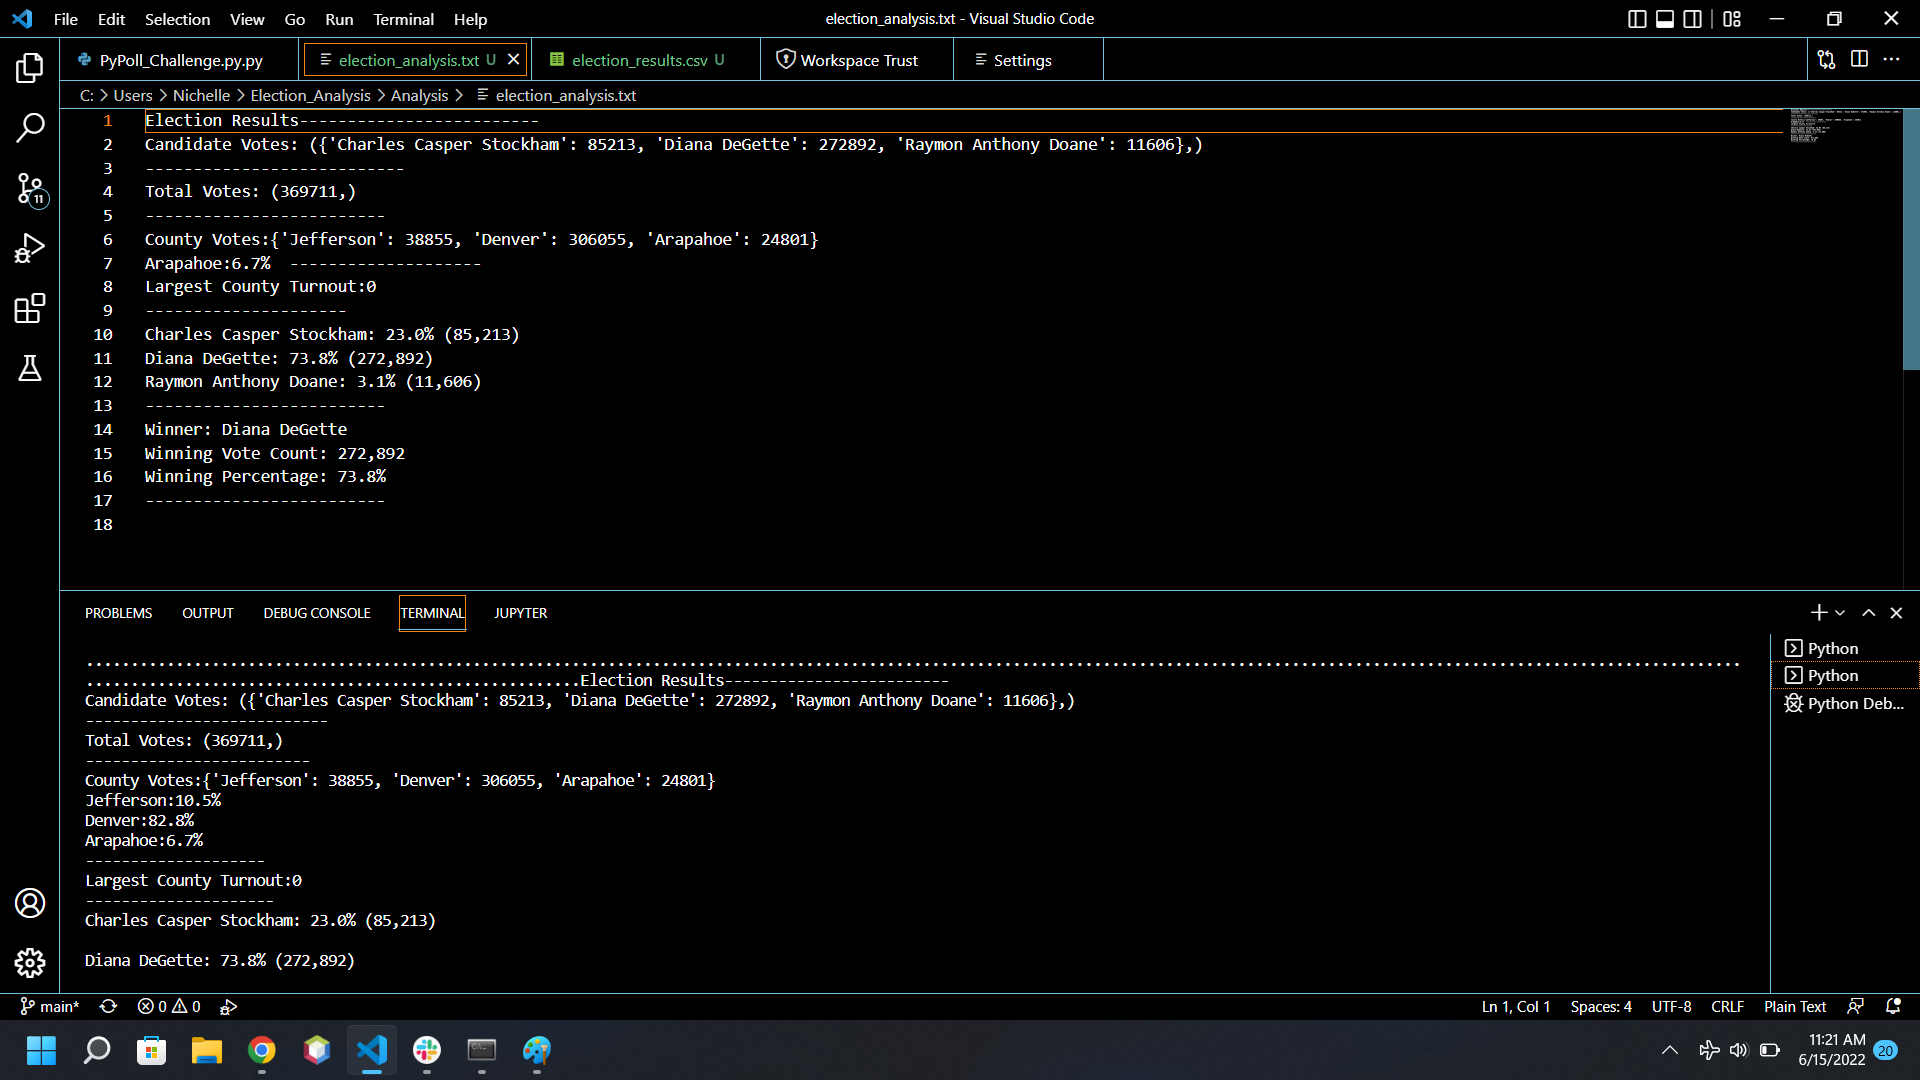 File Edit Selection View Go Run Terminal Help election_analysis.txt - Visual Studio Code
PyPoll_Challenge.py.py election_analysis.txt U election_results.csv U Workspace Trust Settings
C: > Users > Nichelle > Election_Analysis > Analysis > election_analysis.txt
1 Election Results-------------------------
2 Candidate Votes: ({'Charles Casper Stockham': 85213, 'Diana DeGette': 272892, 'Raymon Anthony Doane': 11606},)
3 ---------------------------
4 Total Votes: (369711,)
5 -------------------------
6 County Votes:{'Jefferson': 38855, 'Denver': 306055, 'Arapahoe': 24801}
7 Arapahoe:6.7%  --------------------
8 Largest County Turnout:0
9 ---------------------
10 Charles Casper Stockham: 23.0% (85,213)
11 Diana DeGette: 73.8% (272,892)
12 Raymon Anthony Doane: 3.1% (11,606)
13 -------------------------
14 Winner: Diana DeGette
15 Winning Vote Count: 272,892
16 Winning Percentage: 73.8%
17 -------------------------
18
11
PROBLEMS OUTPUT DEBUG CONSOLE TERMINAL JUPYTER
Python
Python
Python Deb...
.......................................................Election Results-------------------------
Candidate Votes: ({'Charles Casper Stockham': 85213, 'Diana DeGette': 272892, 'Raymon Anthony Doane': 11606},)
---------------------------
Total Votes: (369711,)
-------------------------
County Votes:{'Jefferson': 38855, 'Denver': 306055, 'Arapahoe': 24801}
Jefferson:10.5%
Denver:82.8%
Arapahoe:6.7%
--------------------
Largest County Turnout:0
---------------------
Charles Casper Stockham: 23.0% (85,213)
Diana DeGette: 73.8% (272,892)
main* 0 0 Ln 1, Col 1 Spaces: 4 UTF-8 CRLF Plain Text
11:21 AM
6/15/2022
20